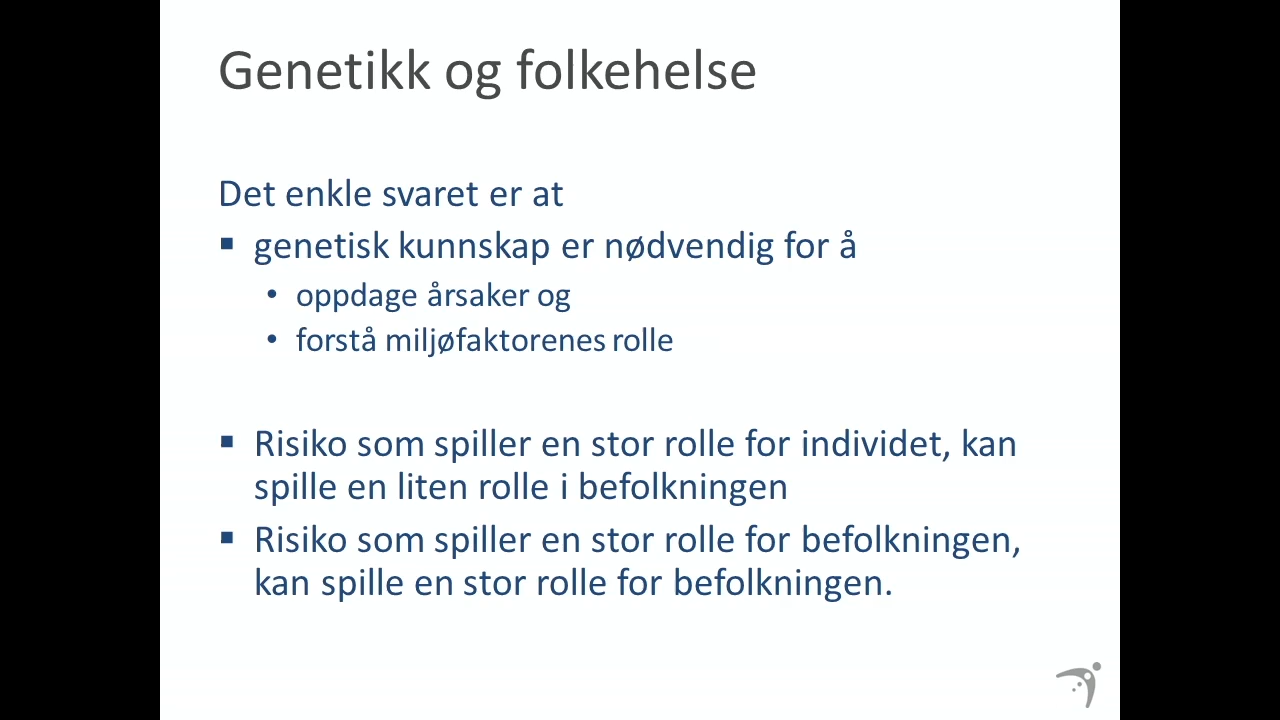 Genetikk og folkehelse
Det enkle svaret er at
▪ genetisk kunnskap er nødvendig for å
• oppdage årsaker og
• forstå miljøfaktorenes rolle
▪ Risiko som spiller en stor rolle for individet, kan
spille en liten rolle i befolkningen
▪ Risiko som spiller en stor rolle for befolkningen,
kan spille en stor rolle for befolkningen.